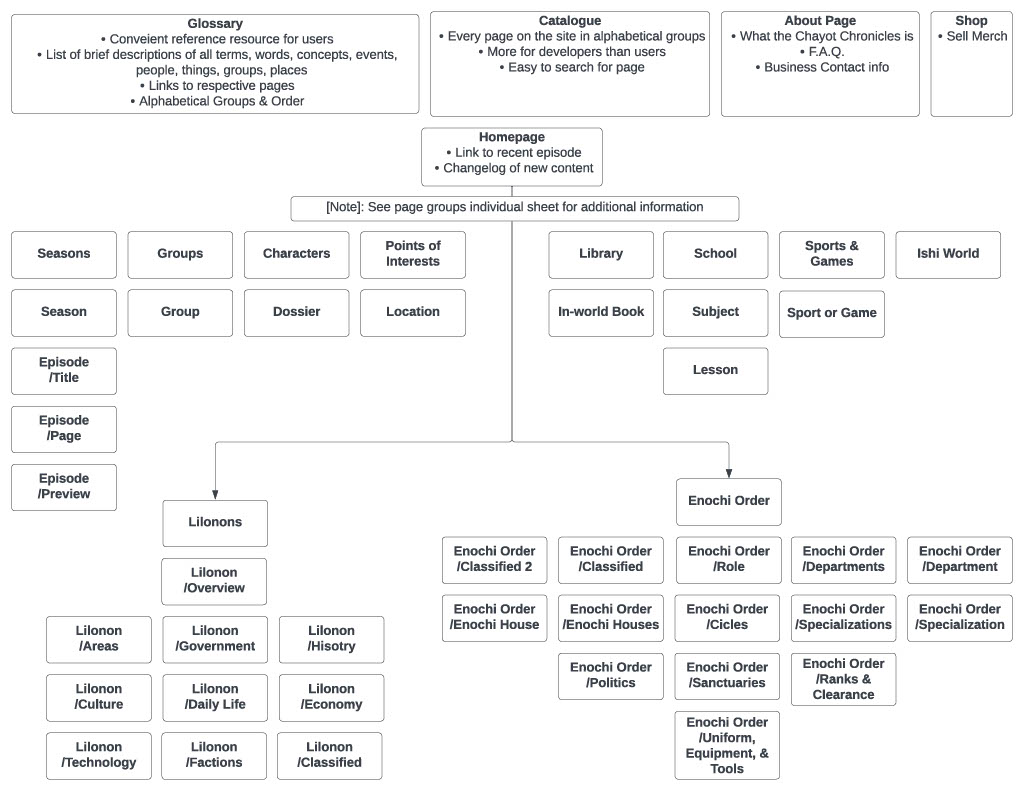 Glossary
• Conveient reference resource for users
• List of brief descriptions of all terms, words, concepts, events,
people, things, groups, places
• Links to respective pages
• Alphabetical Groups & Order
Catalogue
• Every page on the site in alphabetical groups
• More for developers than users
• Easy to search for page
About Page
• What the Chayot Chronicles is
• F.A.Q.
• Business Contact info
Shop
• Sell Merch
Homepage
• Link to recent episode
• Changelog of new content
[Note]: See page groups individual sheet for additional information
Seasons
Groups
Characters
Points of
Interests
Library
School
Sports &
Games
Ishi World
Season
Group
Dossier
Location
In-world Book
Subject
Sport or Game
Episode
/Title
Lesson
Episode
/Page
Episode
/Preview
Lilonons
Enochi Order
Lilonon
/Overview
Enochi Order
/Classified 2
Enochi Order
/Classified
Enochi Order
/Role
Enochi Order
/Departments
Enochi Order
/Department
Lilonon
/Areas
Lilonon
/Government
Lilonon
/Hisotry
Enochi Order
/Enochi House
Enochi Order
/Enochi Houses
Enochi Order
/Cicles
Enochi Order
/Specializations
Enochi Order
/Specialization
Lilonon
/Culture
Lilonon
/Daily Life
Lilonon
/Economy
Enochi Order
/Politics
Enochi Order
/Sanctuaries
Enochi Order
/Ranks &
Clearance
Lilonon
/Technology
Lilonon
/Factions
Lilonon
/Classified
Enochi Order
/Uniform,
Equipment, &
Tools